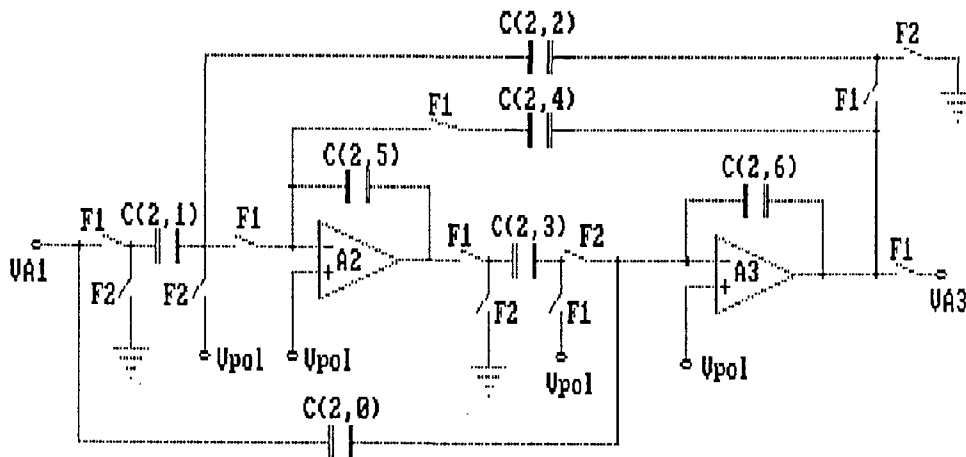 C(2,2)
F2
F1
C(2,4)
F1
C(2,5)
C(2,6)
F1
C(2,1)
F1
F1
C(2,3)
F2
F1
VA1
A2
A3
VA3
F2
F2
F2
F1
Vpol
Vpol
Vpol
Vpol
C(2,0)